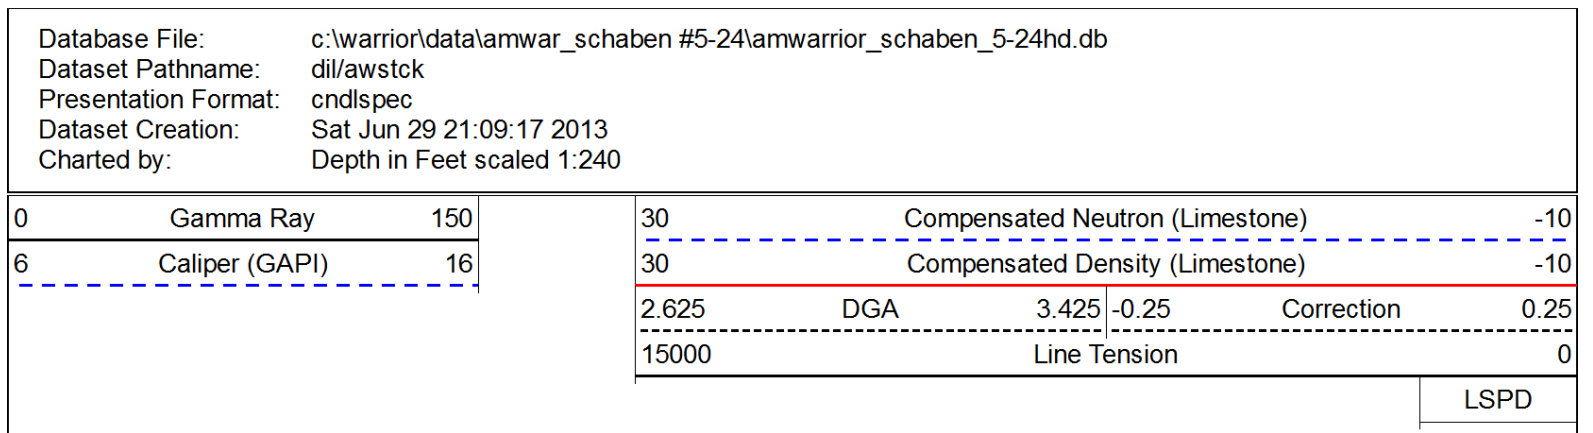 Database File: c:\warrior\data\amwar_schaben #5-24\amwarrior_schaben_5-24hd.db
Dataset Pathname: dil/awstck
Presentation Format: cndlspec
Dataset Creation: Sat Jun 29 21:09:17 2013
Charted by: Depth in Feet scaled 1:240
0 Gamma Ray 150 30 Compensated Neutron (Limestone) -10
6 Caliper (GAPI) 16 30 Compensated Density (Limestone) -10
2.625 DGA 3.425 -0.25 Correction 0.25
15000 Line Tension 0
LSPD